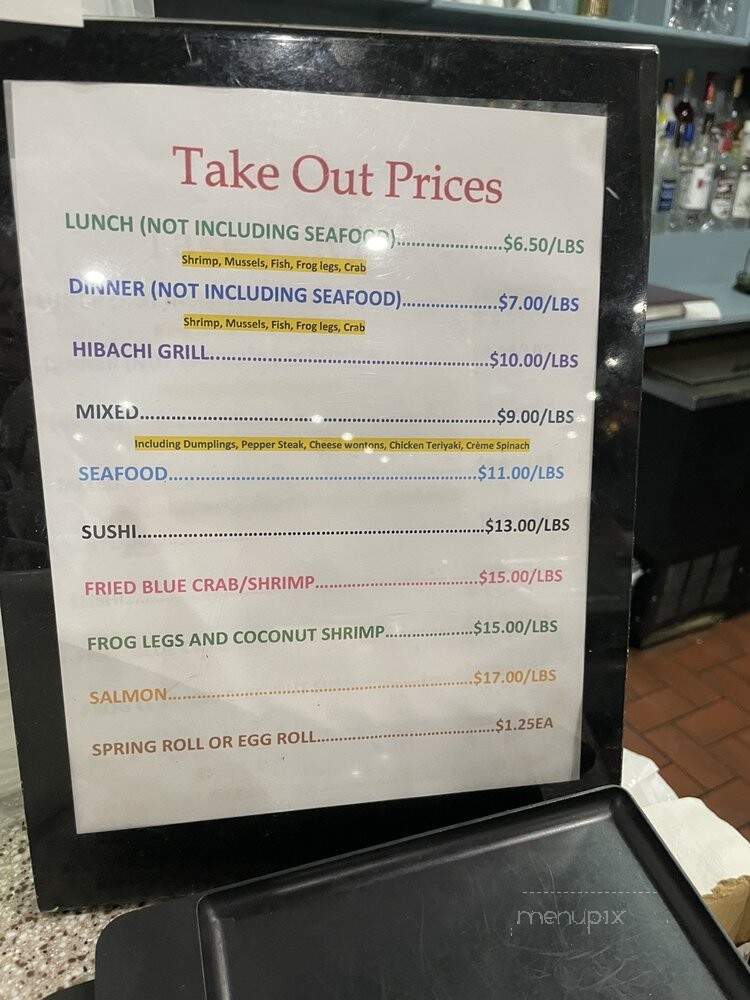 Take Out Prices
LUNCH (NOT INCLUDING SEAFOOD)......................$6.50/LBS
Shrimp, Mussels, Fish, Frog legs, Crab
DINNER (NOT INCLUDING SEAFOOD)....................$7.00/LBS
Shrimp, Mussels, Fish, Frog legs, Crab
HIBACHI GRILL.......................................................$10.00/LBS
MIXED......................................................................$9.00/LBS
Including Dumplings, Pepper Steak, Cheese wontons, Chicken Teriyaki, Crème Spinach
SEAFOOD..............................................................$11.00/LBS
SUSHI.....................................................................$13.00/LBS
FRIED BLUE CRAB/SHRIMP................................$15.00/LBS
FROG LEGS AND COCONUT SHRIMP.................$15.00/LBS
SALMON.............................................................$17.00/LBS
SPRING ROLL OR EGG ROLL...................................$1.25EA
menupix